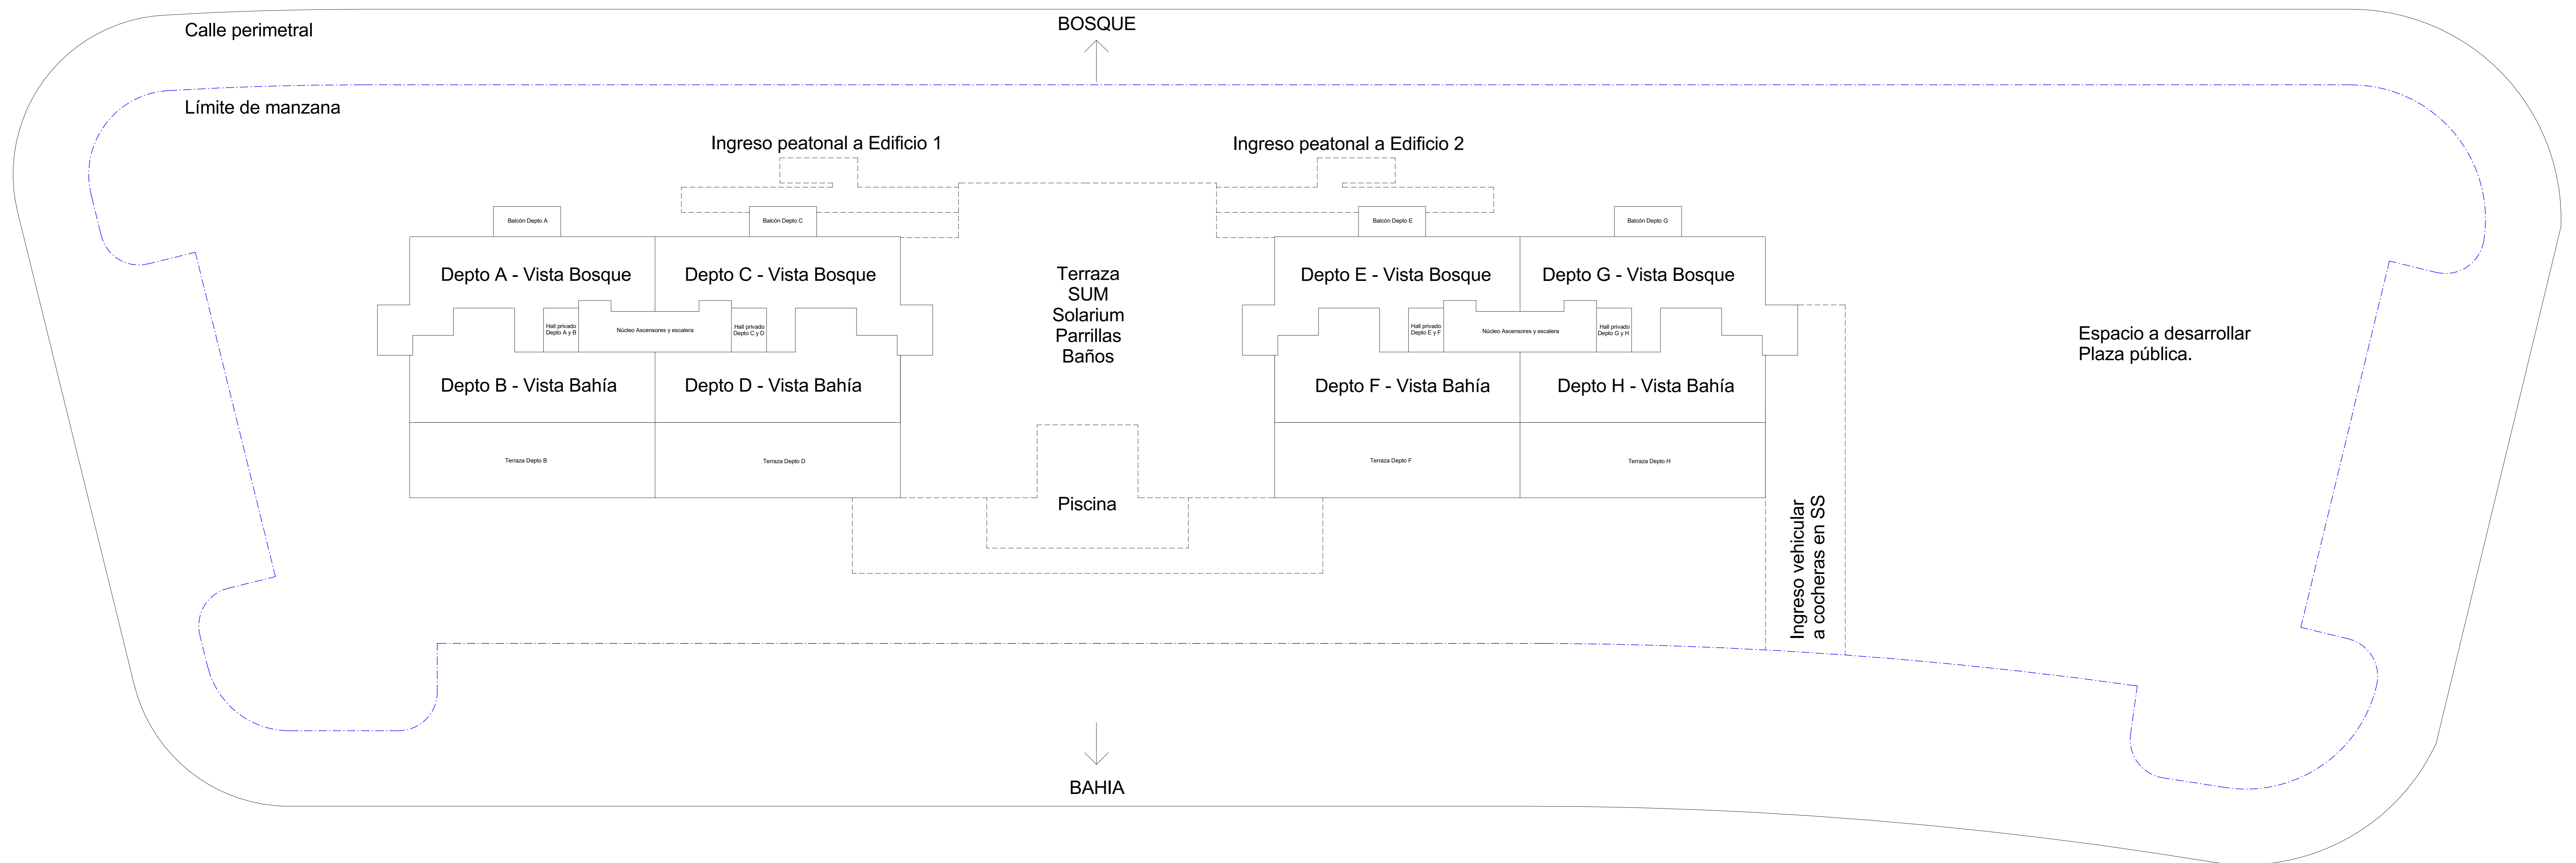 Calle perimetral
BOSQUE
Límite de manzana
Ingreso peatonal a Edificio 1
Ingreso peatonal a Edificio 2
Balcón Depto A
Balcón Depto C
Balcón Depto E
Balcón Depto G
Depto A - Vista Bosque
Depto C - Vista Bosque
Terraza
SUM
Solarium
Parrillas
Baños
Depto E - Vista Bosque
Depto G - Vista Bosque
Hall privado
Depto A y B
Núcleo Ascensores y escalera
Hall privado
Depto C y D
Hall privado
Depto E y F
Núcleo Ascensores y escalera
Hall privado
Depto G y H
Espacio a desarrollar
Plaza pública.
Depto B - Vista Bahía
Depto D - Vista Bahía
Depto F - Vista Bahía
Depto H - Vista Bahía
Terraza Depto B
Terraza Depto D
Terraza Depto F
Terraza Depto H
Piscina
Ingreso vehicular
a cocheras en SS
BAHIA